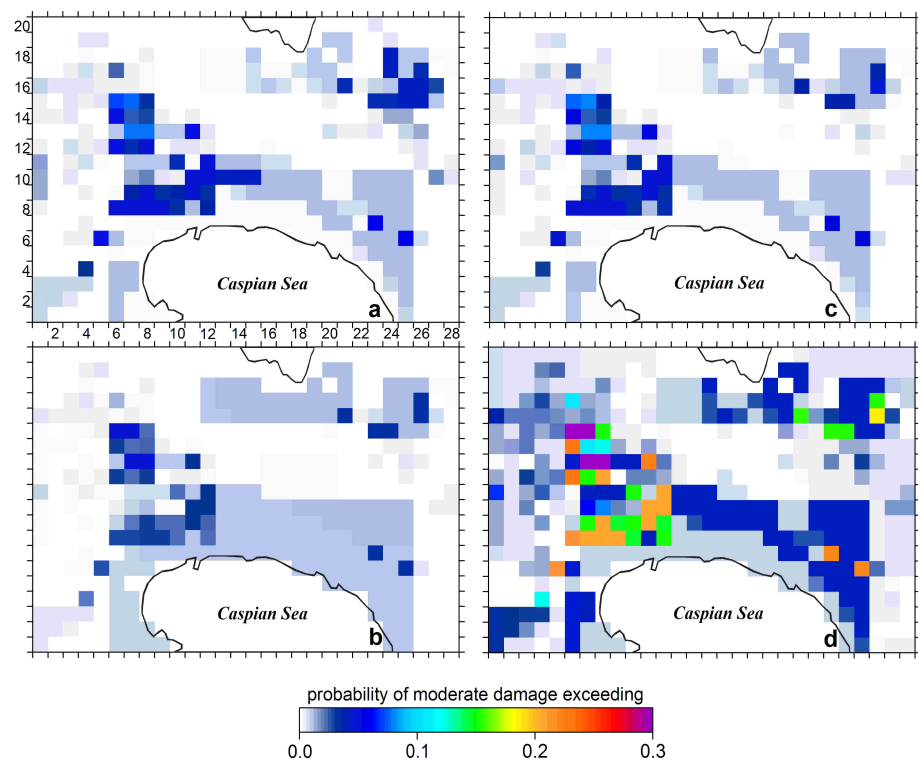 20
18
16
14
12
10
8
6
4
2
Caspian Sea
a
Caspian Sea
c
2 4 6 8 10 12 14 16 18 20 22 24 26 28
Caspian Sea
b
Caspian Sea
d
probability of moderate damage exceeding
0.0 0.1 0.2 0.3